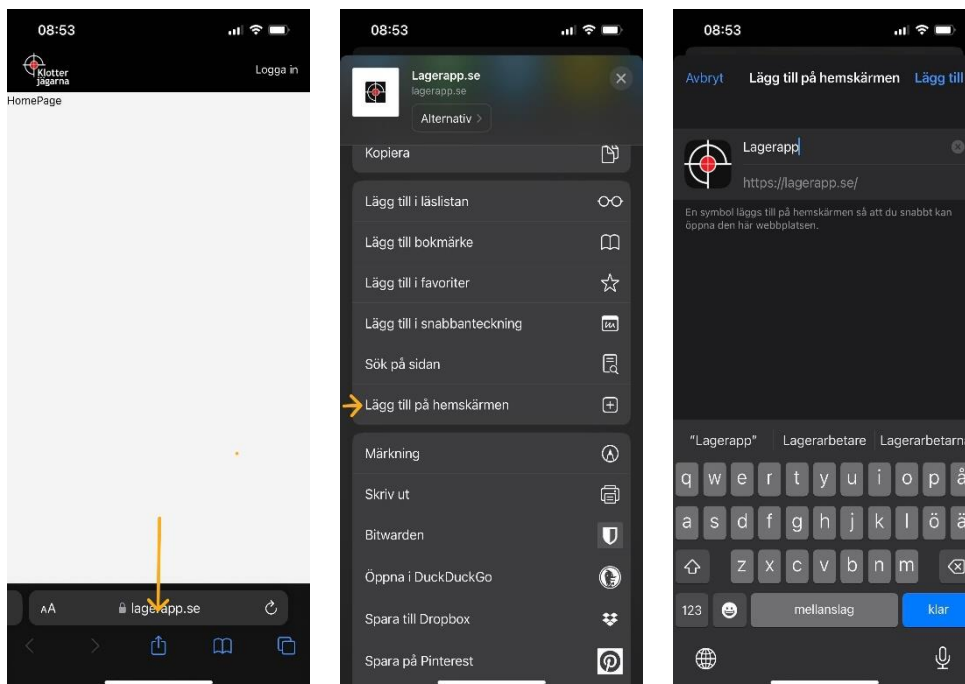 08:53
Klotter
jägarna
Logga in
HomePage
AA
lagerapp.se
08:53
Lagerapp.se
lagerapp.se
Alternativ >
Kopiera
Lägg till i läslistan
Lägg till bokmärke
Lägg till i favoriter
Lägg till i snabbanteckning
Sök på sidan
Lägg till på hemskärmen
Märkning
Skriv ut
Bitwarden
Öppna i DuckDuckGo
Spara till Dropbox
Spara på Pinterest
08:53
Avbryt Lägg till på hemskärmen Lägg till
Lagerapp
https://lagerapp.se/
En symbol läggs till på hemskärmen så att du snabbt kan
öppna den här webbplatsen.
"Lagerapp" Lagerarbetare Lagerarbetarna
q w e r t y u i o p å
a s d f g h j k l ö ä
z x c v b n m
123 mellanslag klar